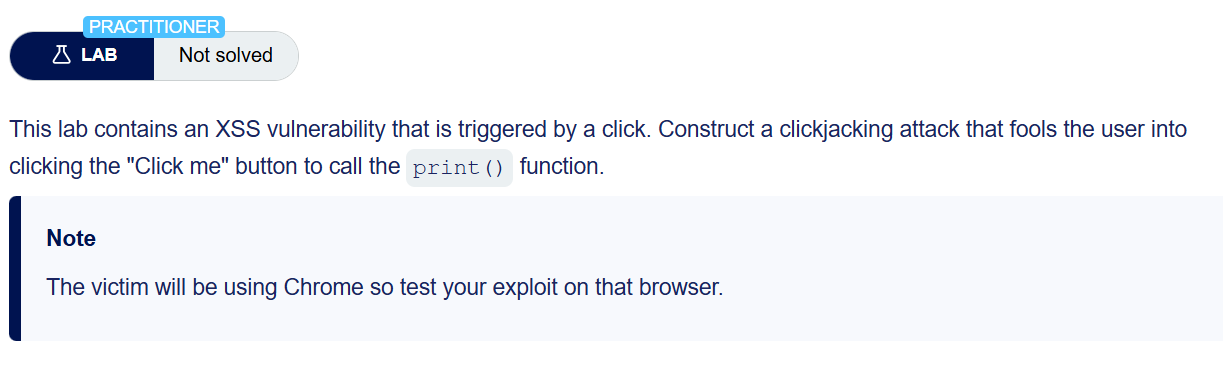 PRACTITIONER
LAB Not solved
This lab contains an XSS vulnerability that is triggered by a click. Construct a clickjacking attack that fools the user into
clicking the "Click me" button to call the print() function.
Note
The victim will be using Chrome so test your exploit on that browser.